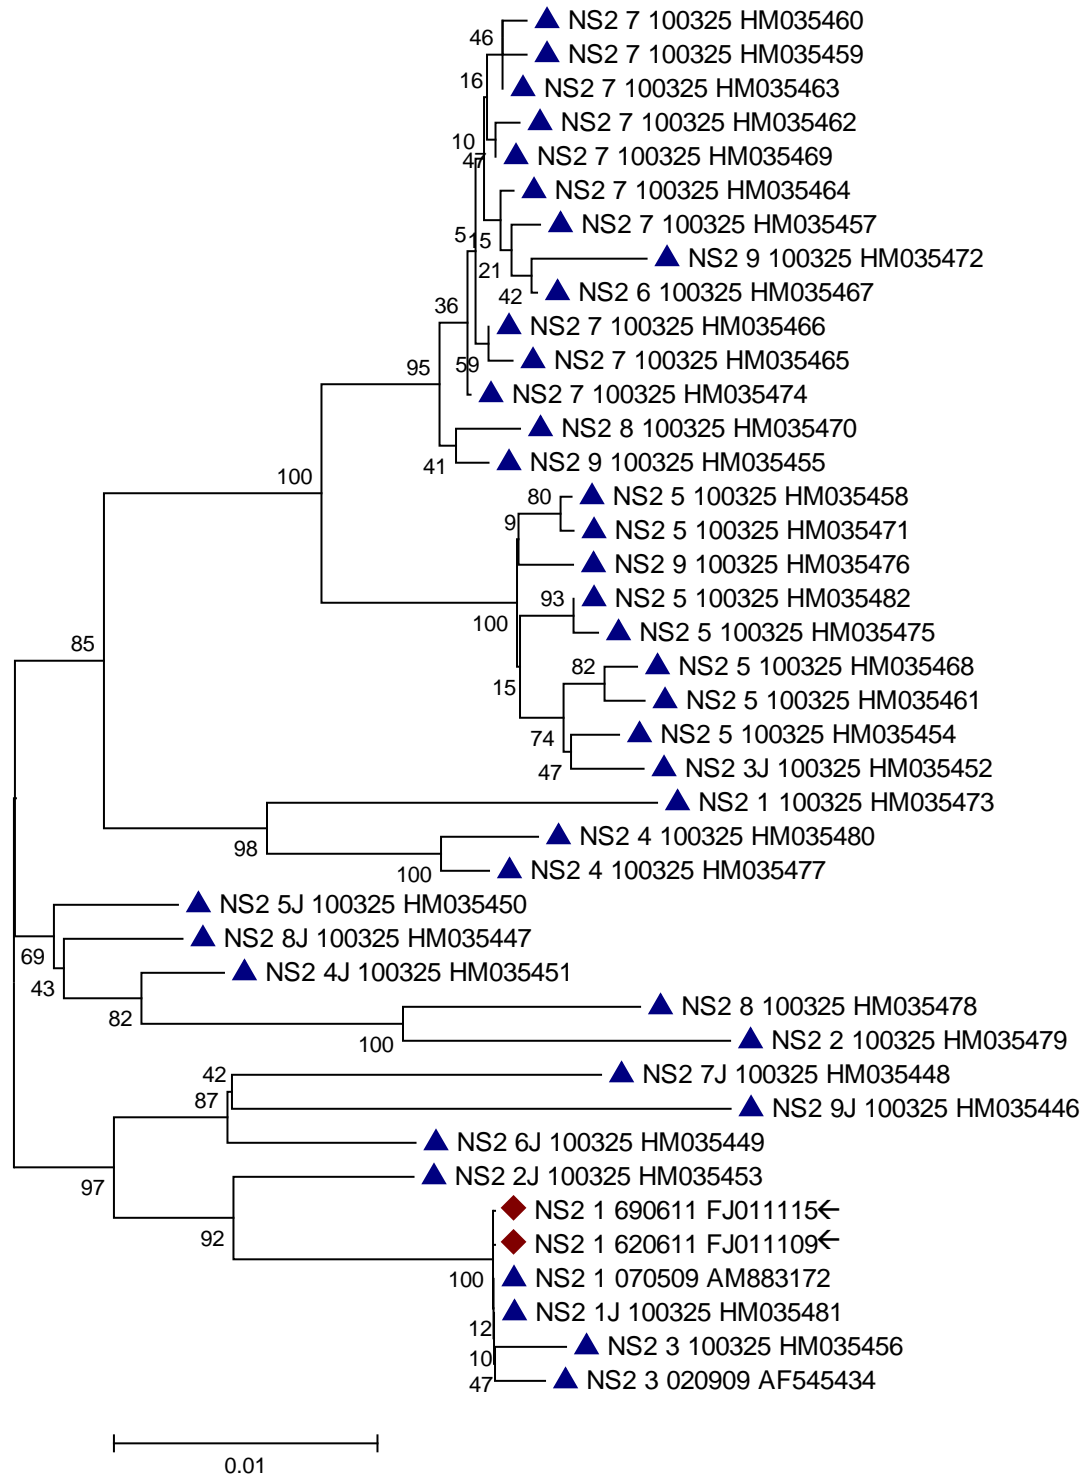 NS2 7 100325 HM035460
46
NS2 7 100325 HM035459
16
NS2 7 100325 HM035463
NS2 7 100325 HM035462
10
47
NS2 7 100325 HM035469
NS2 7 100325 HM035464
NS2 7 100325 HM035457
5
15
NS2 9 100325 HM035472
21
NS2 6 100325 HM035467
42
36
NS2 7 100325 HM035466
NS2 7 100325 HM035465
95
59
NS2 7 100325 HM035474
NS2 8 100325 HM035470
NS2 9 100325 HM035455
41
100
NS2 5 100325 HM035458
80
9
NS2 5 100325 HM035471
NS2 9 100325 HM035476
NS2 5 100325 HM035482
93
100
NS2 5 100325 HM035475
85
NS2 5 100325 HM035468
82
15
NS2 5 100325 HM035461
NS2 5 100325 HM035454
74
NS2 3J 100325 HM035452
47
NS2 1 100325 HM035473
NS2 4 100325 HM035480
98
NS2 4 100325 HM035477
100
NS2 5J 100325 HM035450
NS2 8J 100325 HM035447
69
NS2 4J 100325 HM035451
43
NS2 8 100325 HM035478
82
NS2 2 100325 HM035479
100
NS2 7J 100325 HM035448
42
87
NS2 9J 100325 HM035446
NS2 6J 100325 HM035449
NS2 2J 100325 HM035453
97
NS2 1 690611 FJ011115←
NS2 1 620611 FJ011109←
92
NS2 1 070509 AM883172
100
NS2 1J 100325 HM035481
12
NS2 3 100325 HM035456
10
NS2 3 020909 AF545434
47
0.01